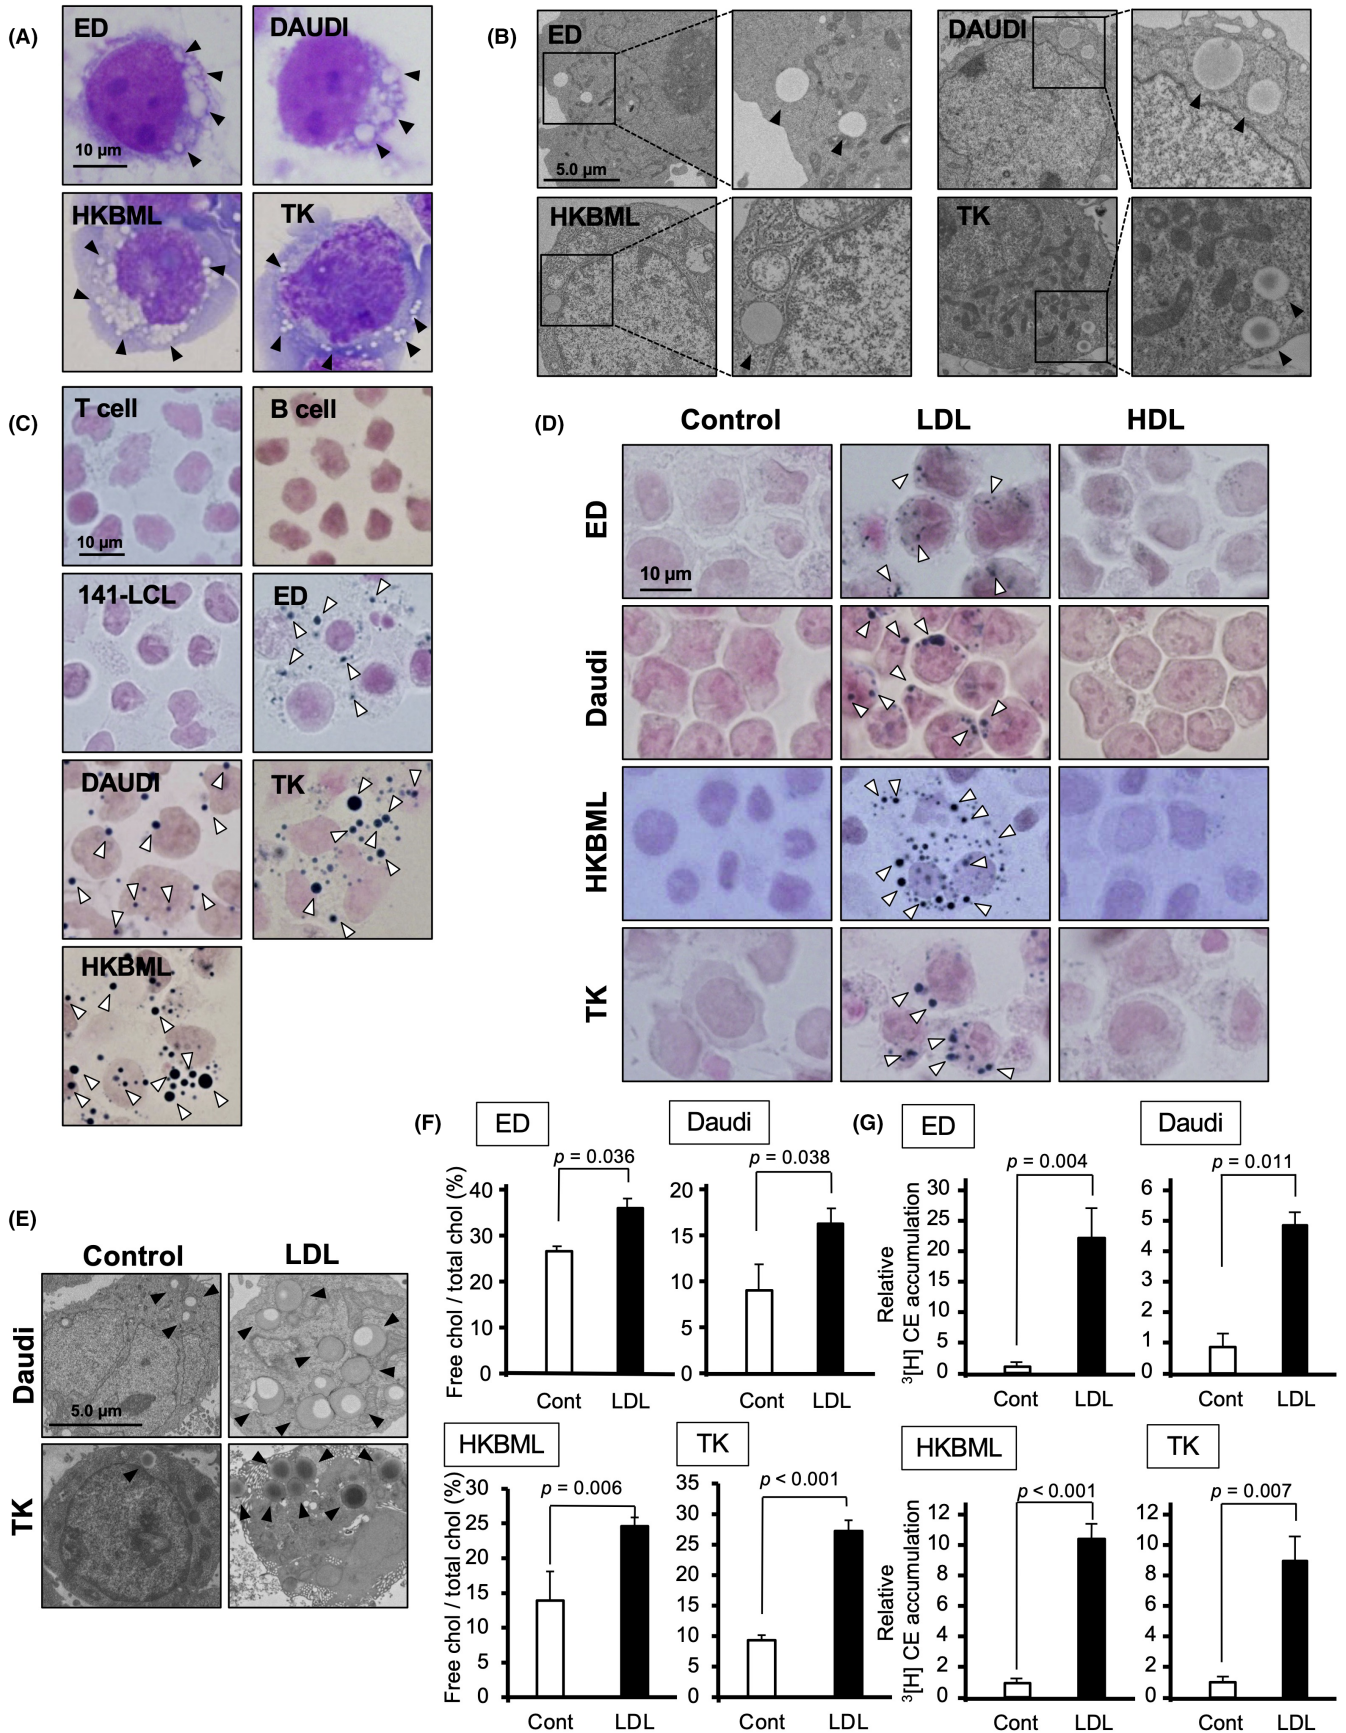 (A)
ED
DAUDI
10 μm
HKBML
TK
(B)
ED
DAUDI
5.0 μm
HKBML
TK
(C)
T cell
B cell
10 μm
141-LCL
ED
DAUDI
TK
HKBML
(D)
Control
LDL
HDL
ED
10 μm
Daudi
HKBML
TK
(E)
Control
LDL
Daudi
5.0 μm
TK
(F)
ED
p = 0.036
Free chol / total chol (%)
40
30
20
10
0
Cont
LDL
Daudi
p = 0.038
20
15
10
5
0
Cont
LDL
HKBML
p = 0.006
Free chol / total chol (%)
30
25
20
15
10
5
0
Cont
LDL
TK
p < 0.001
35
30
25
20
15
10
5
0
Cont
LDL
(G)
ED
p = 0.004
Relative
³[H] CE accumulation
30
25
20
15
10
5
0
Cont
LDL
Daudi
p = 0.011
6
5
4
3
2
1
0
Cont
LDL
HKBML
p < 0.001
Relative
³[H] CE accumulation
12
10
8
6
4
2
0
Cont
LDL
TK
p = 0.007
12
10
8
6
4
2
0
Cont
LDL